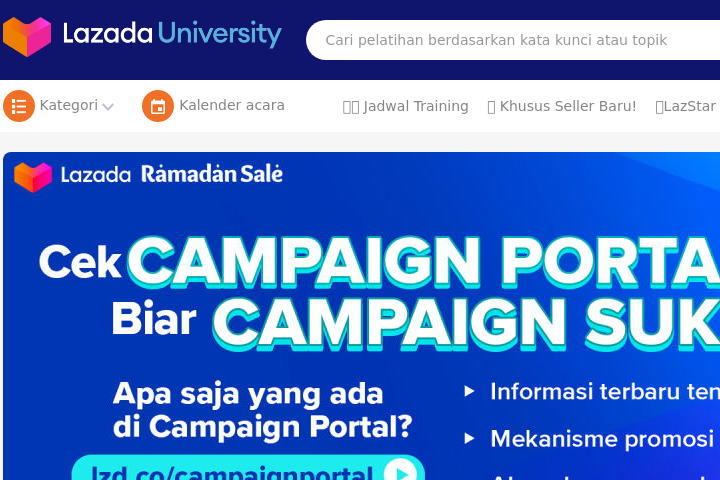 Lazada University
Cari pelatihan berdasarkan kata kunci atau topik
Kategori
Kalender acara
Jadwal Training
Khusus Seller Baru!
LazStar
Lazada Ramadan Sale
Cek CAMPAIGN PORTA
Biar CAMPAIGN SUK
Apa saja yang ada
di Campaign Portal?
lzd.co/campaignportal
Informasi terbaru ten
Mekanisme promosi